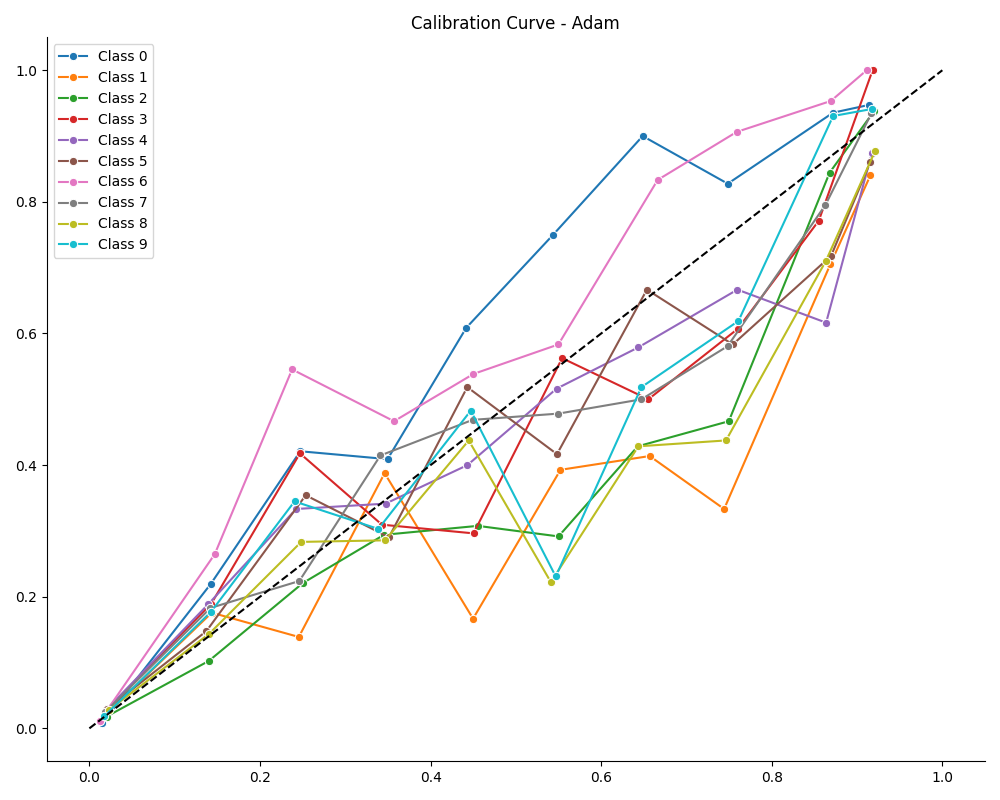 Calibration Curve - Adam
Class 0
Class 1
Class 2
Class 3
Class 4
Class 5
Class 6
Class 7
Class 8
Class 9
1.0
0.8
0.6
0.4
0.2
0.0
0.0 0.2 0.4 0.6 0.8 1.0